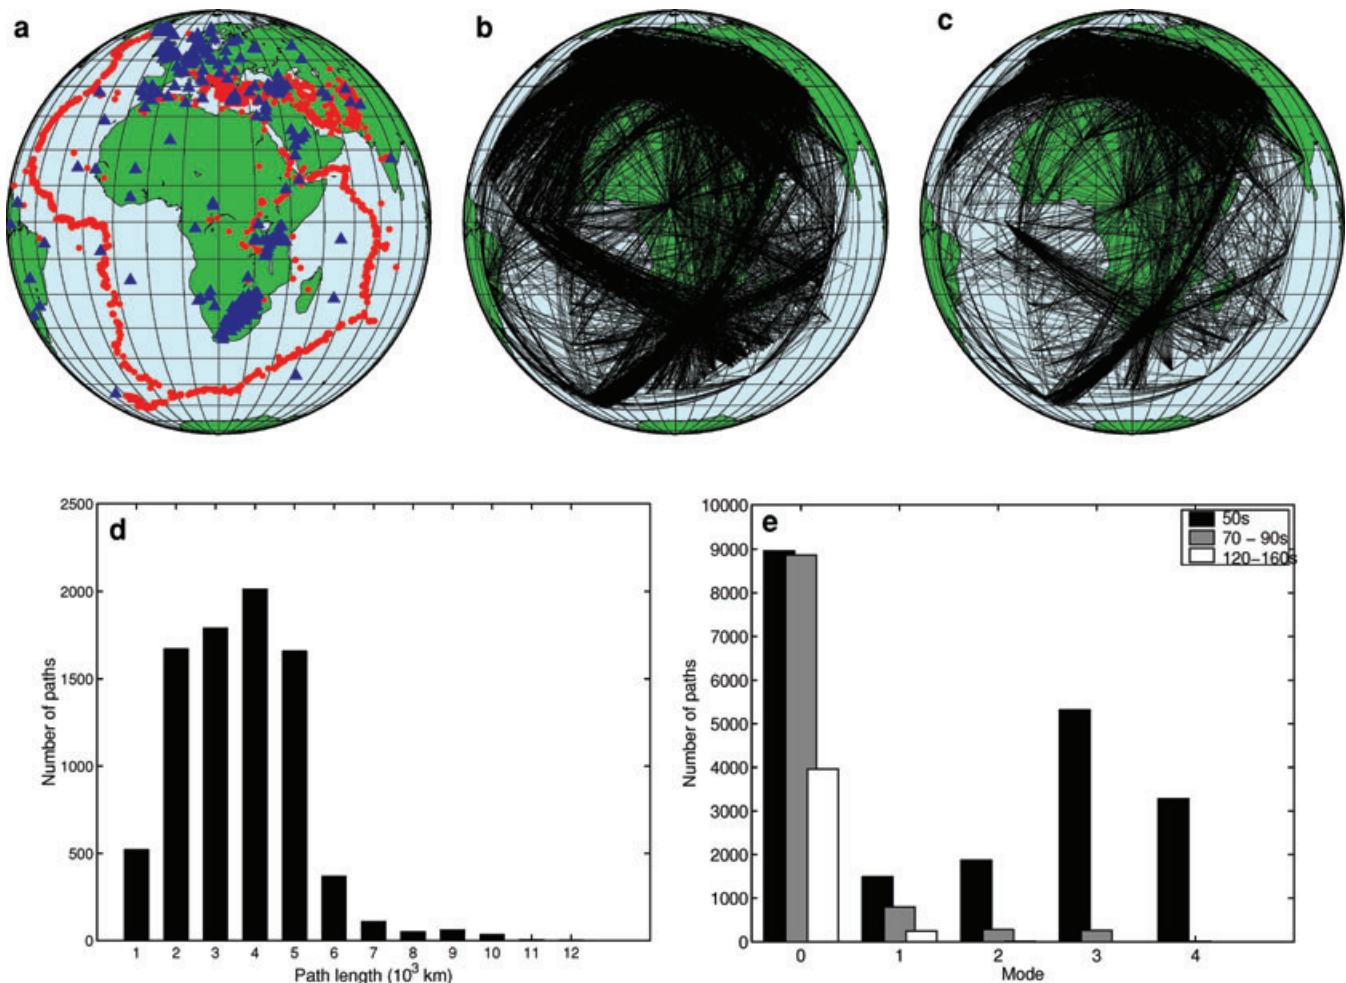 a
b
c
d
2500
2000
1500
1000
500
0
Number of paths
1 2 3 4 5 6 7 8 9 10 11 12
Path length (10³ km)
e
10000
9000
8000
7000
6000
5000
4000
3000
2000
1000
0
Number of paths
50s
70 - 90s
120-160s
0 1 2 3 4
Mode